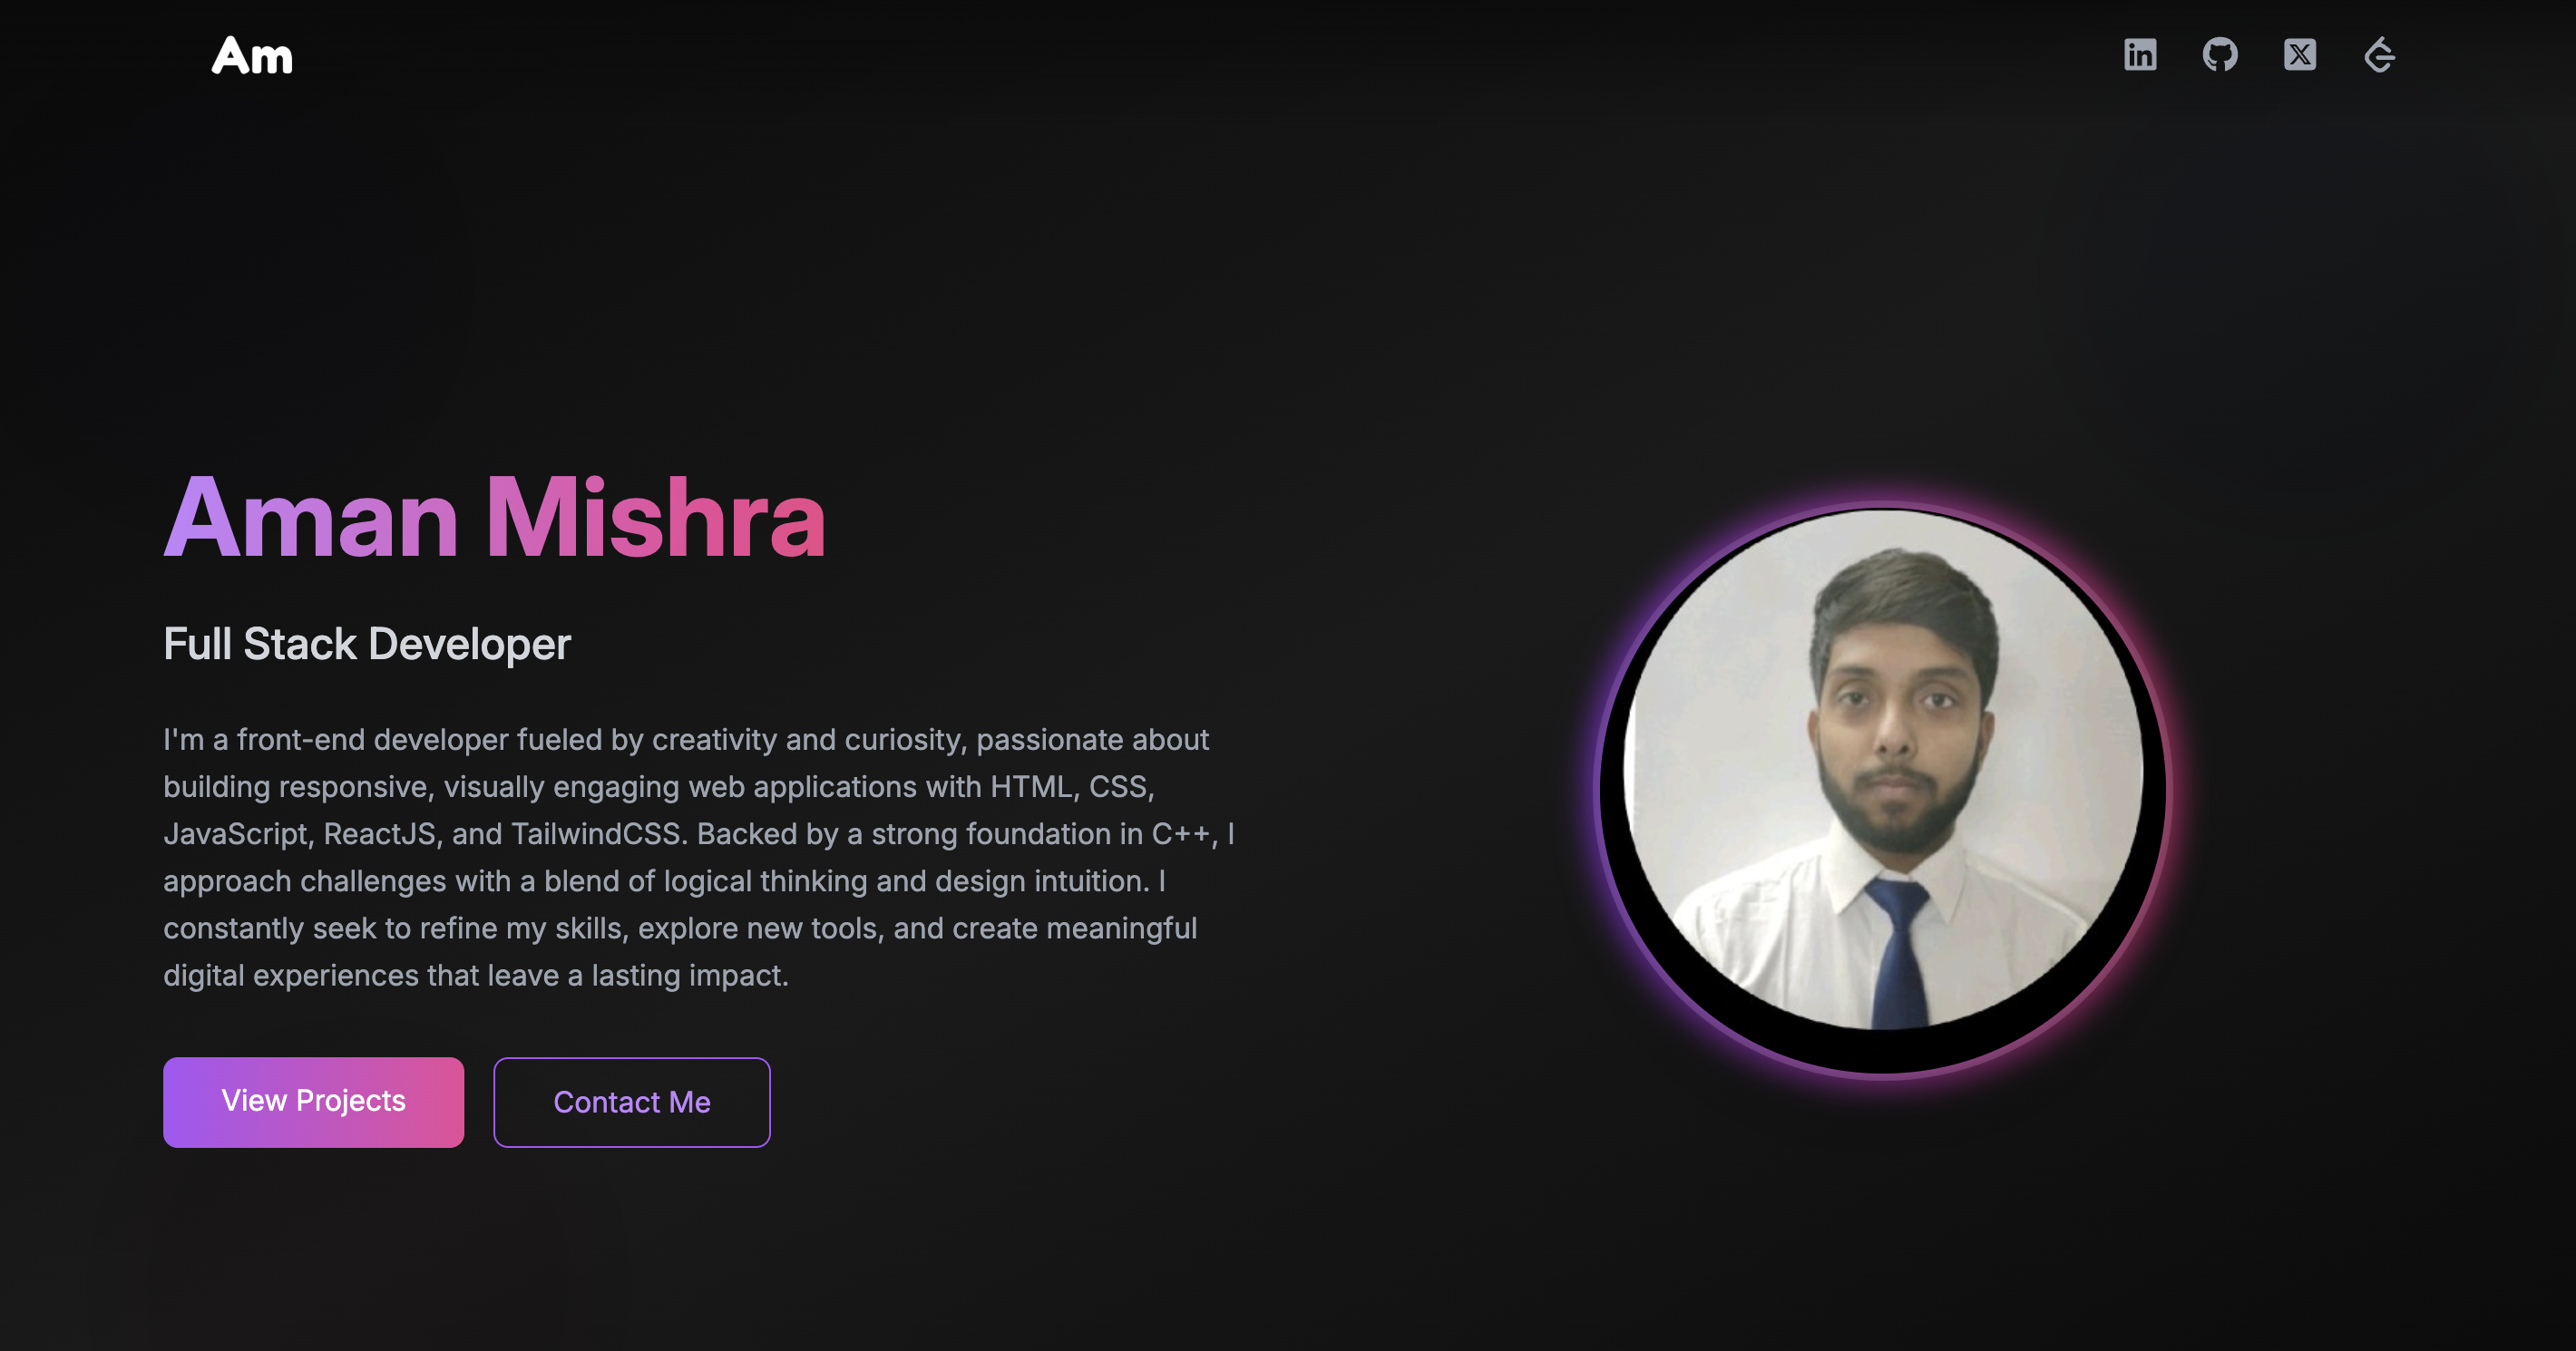 Am
Aman Mishra
Full Stack Developer
I'm a front-end developer fueled by creativity and curiosity, passionate about
building responsive, visually engaging web applications with HTML, CSS,
JavaScript, ReactJS, and TailwindCSS. Backed by a strong foundation in C++, I
approach challenges with a blend of logical thinking and design intuition. I
constantly seek to refine my skills, explore new tools, and create meaningful
digital experiences that leave a lasting impact.
View Projects
Contact Me